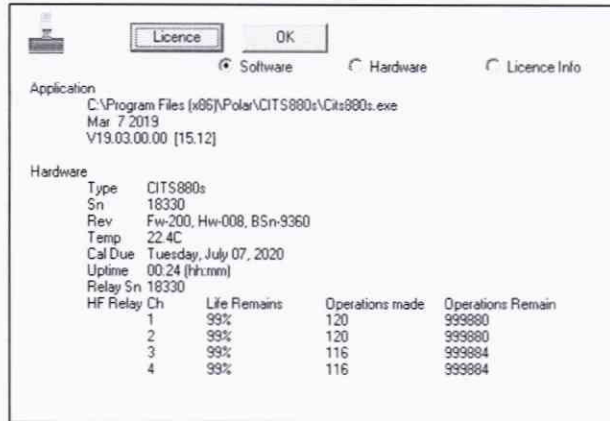 Licence OK
Software Hardware Licence Info
Application
C:\Program Files (x86)\Polar\CITS880s\Cits880s.exe
Mar 7 2019
V19.03.00.00 [15.12]
Hardware
Type CITS880s
Sn 18330
Rev Fw-200, Hw-008, BSn-9360
Temp 22.4C
Cal Due Tuesday, July 07, 2020
Uptime 00:24 (hh:mm)
Relay Sn 18330
HF Relay Ch Life Remains Operations made Operations Remain
1 99% 120 999880
2 99% 120 999880
3 99% 116 999884
4 99% 116 999884